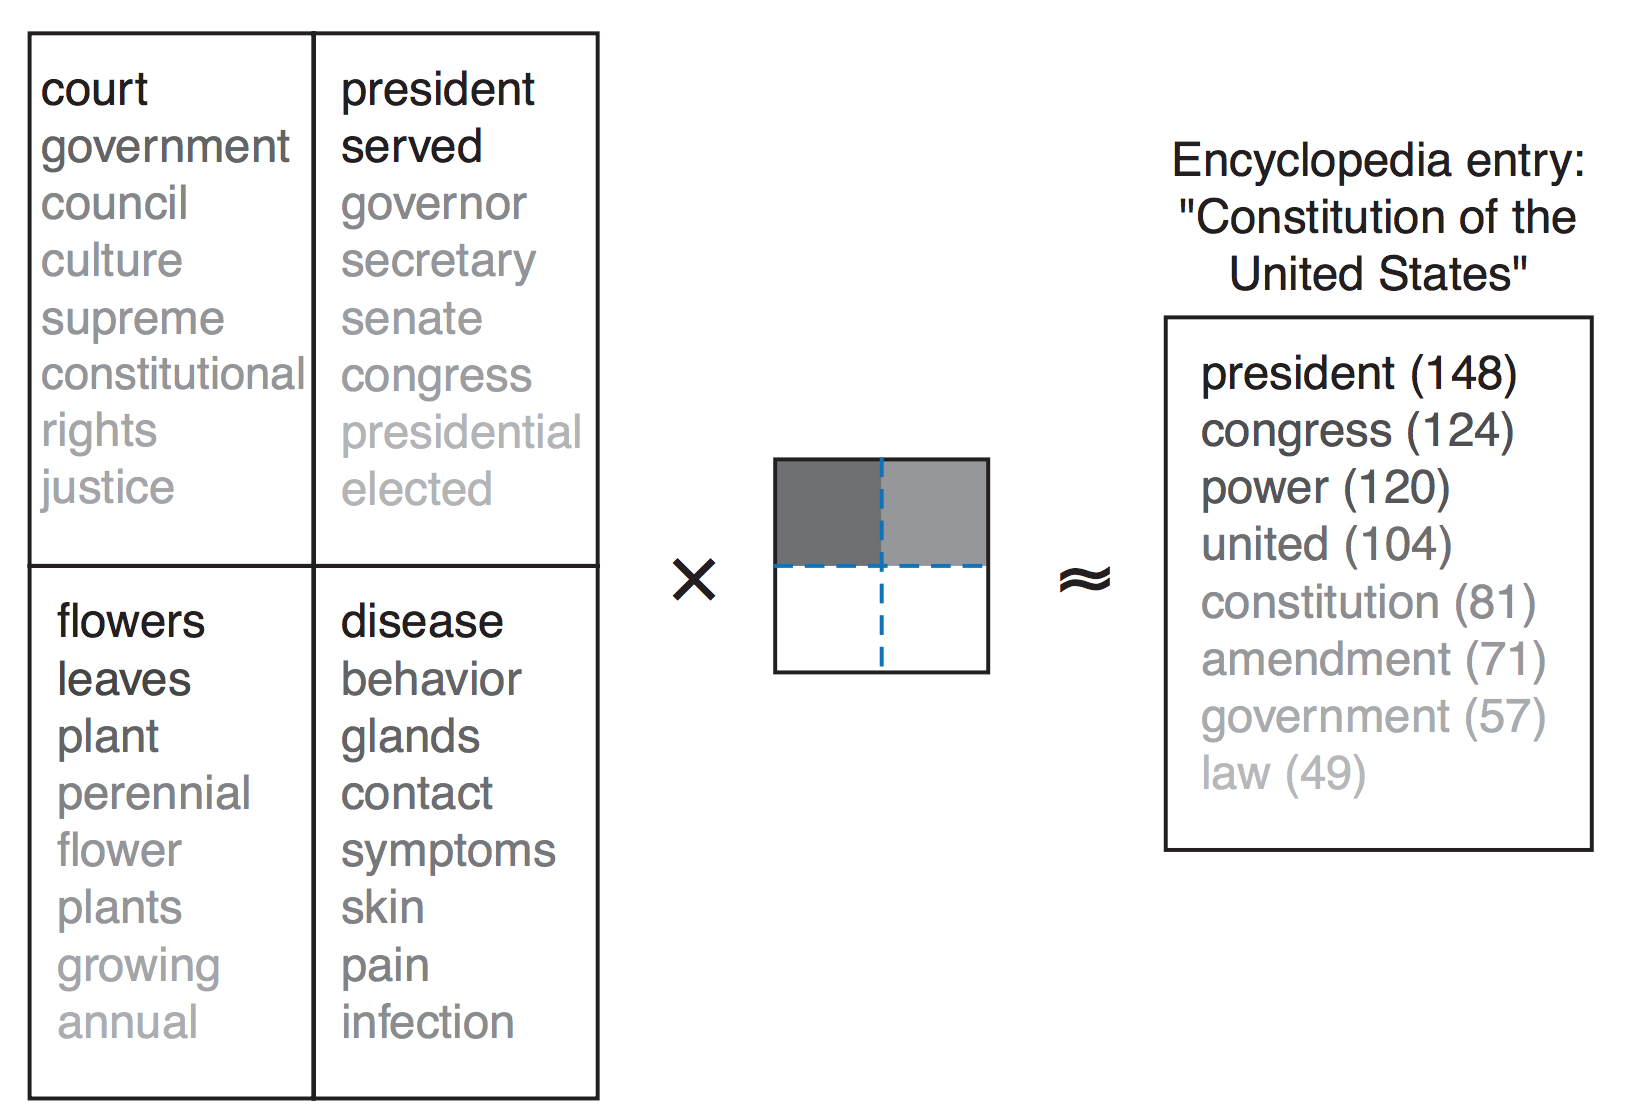 court
government
council
culture
supreme
constitutional
rights
justice
president
served
governor
secretary
senate
congress
presidential
elected
flowers
leaves
plant
perennial
flower
plants
growing
annual
disease
behavior
glands
contact
symptoms
skin
pain
infection
×
≈
Encyclopedia entry:
"Constitution of the
United States"
president (148)
congress (124)
power (120)
united (104)
constitution (81)
amendment (71)
government (57)
law (49)